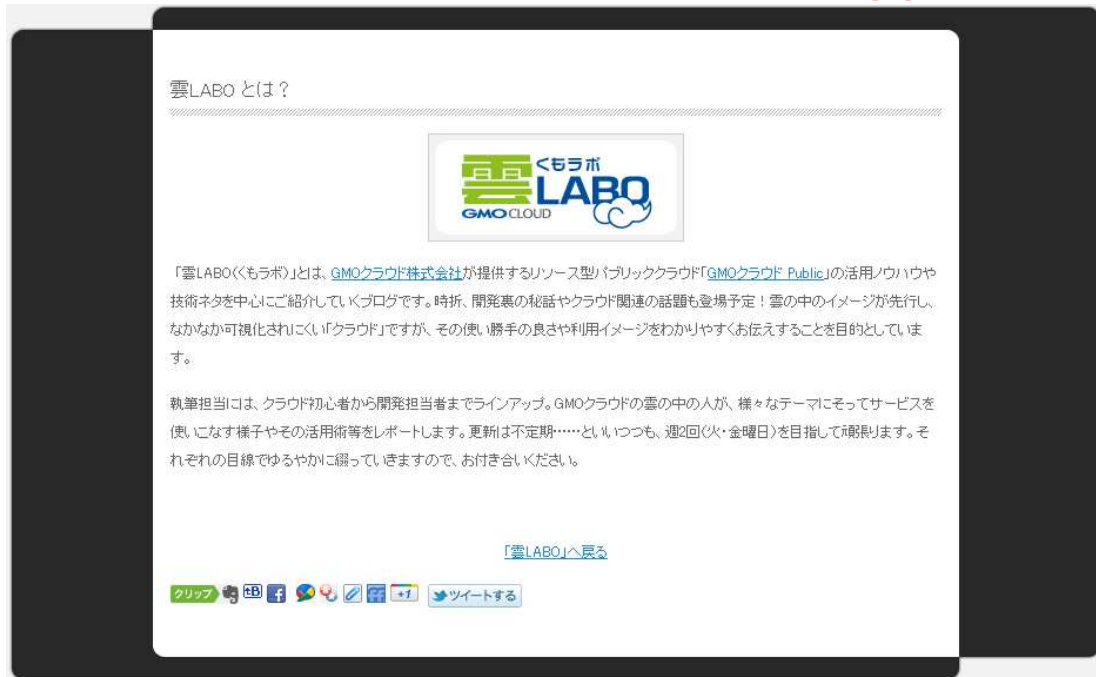 雲LABO とは？
雲くもラボ
LABO
GMO CLOUD
「雲LABO(くもラボ)」とは、GMOクラウド株式会社が提供するリソース型パブリッククラウド「GMOクラウド Public」の活用ノウハウや
技術ネタを中心にご紹介していくブログです。時折、開発裏の秘話やクラウド関連の話題も登場予定！雲の中のイメージが先行し、
なかなか可視化されにくい「クラウド」ですが、その使い勝手の良さや利用イメージをわかりやすくお伝えすることを目的としていま
す。
執筆担当には、クラウド初心者から開発担当者までラインアップ。GMOクラウドの雲の中の人が、様々なテーマにそってサービスを
使いこなす様子やその活用術等をレポートします。更新は不定期……といいつつも、週2回(火・金曜日)を目指して頑張ります。そ
れぞれの目線でゆるやかに綴っていきますので、お付き合いください。
「雲LABO」へ戻る
クリップ tB f ff +1 ツイートする